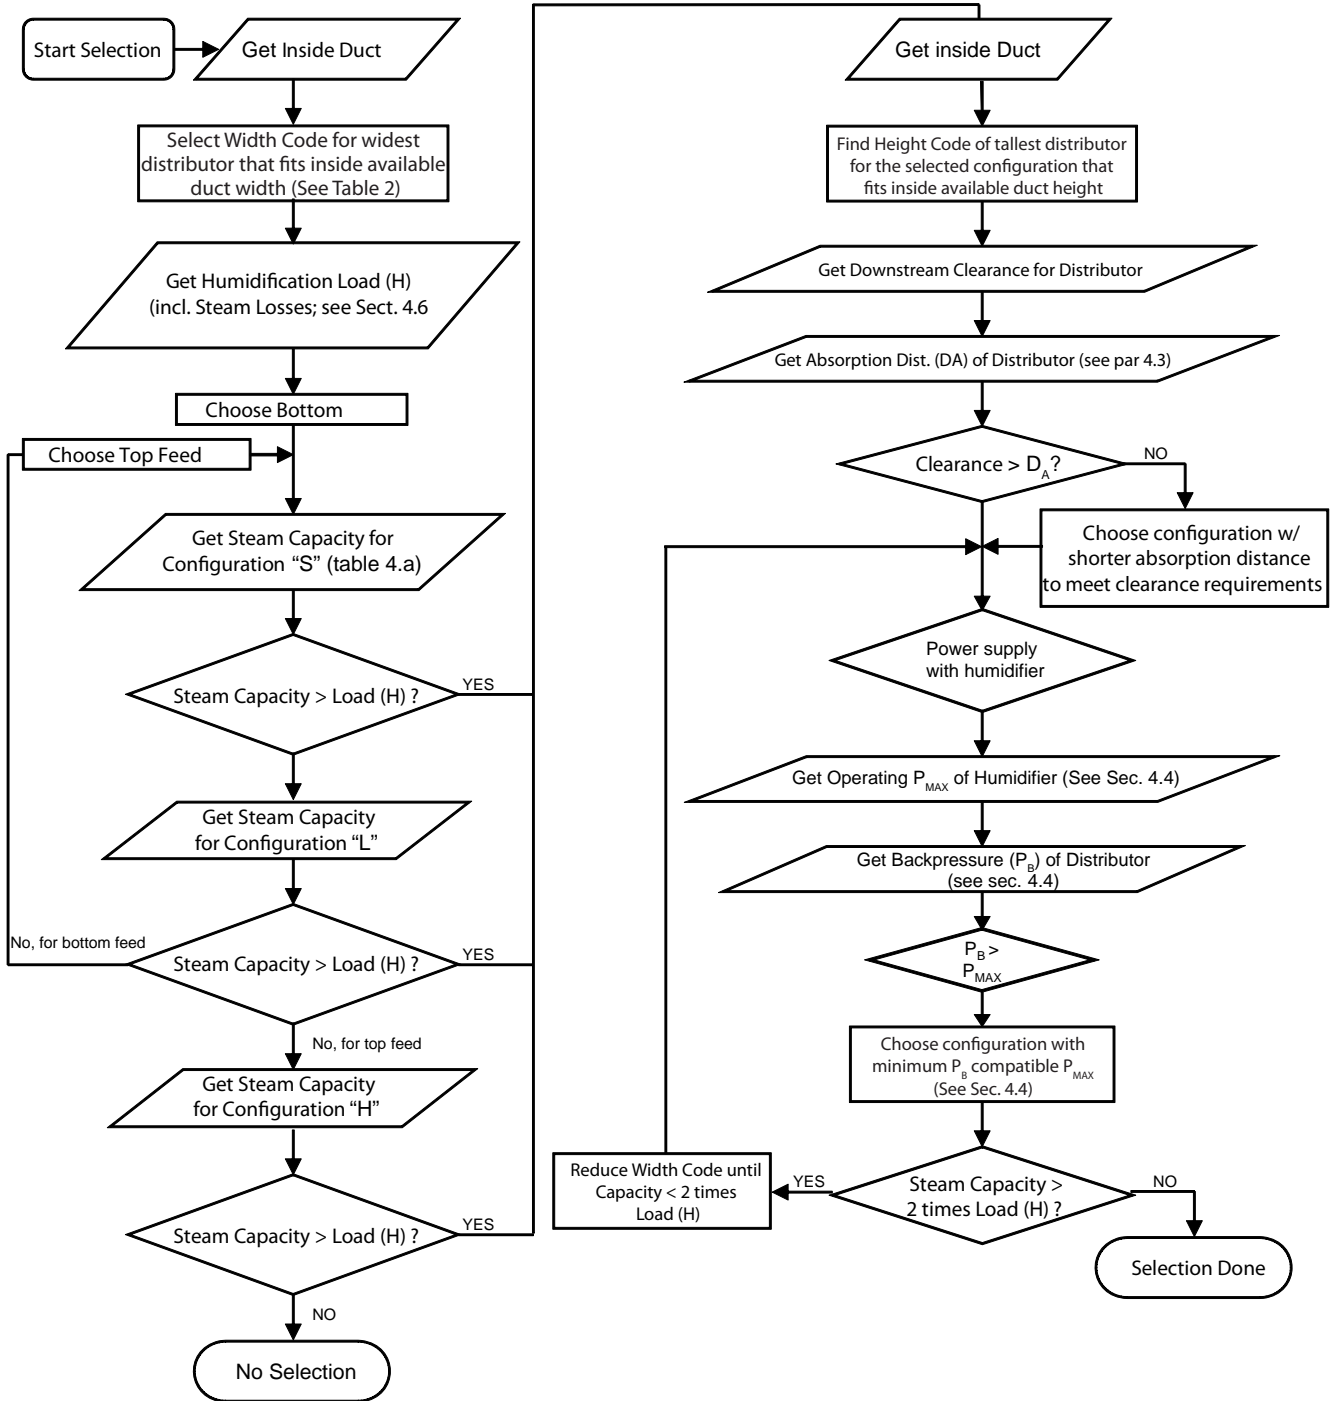 Start Selection
Get Inside Duct
Select Width Code for widest
distributor that fits inside available
duct width (See Table 2)
Get Humidification Load (H)
(incl. Steam Losses; see Sect. 4.6
Choose Bottom
Choose Top Feed
Get Steam Capacity for
Configuration “S” (table 4.a)
Steam Capacity > Load (H) ?
YES
Get Steam Capacity
for Configuration “L”
No, for bottom feed
Steam Capacity > Load (H) ?
YES
No, for top feed
Get Steam Capacity
for Configuration “H”
Steam Capacity > Load (H) ?
YES
NO
No Selection
Get inside Duct
Find Height Code of tallest distributor
for the selected configuration that
fits inside available duct height
Get Downstream Clearance for Distributor
Get Absorption Dist. (DA) of Distributor (see par 4.3)
Clearance > DA?
NO
Choose configuration w/
shorter absorption distance
to meet clearance requirements
Power supply
with humidifier
Get Operating PMAX of Humidifier (See Sec. 4.4)
Get Backpressure (PB) of Distributor
(see sec. 4.4)
PB >
PMAX
Choose configuration with
minimum PB compatible PMAX
(See Sec. 4.4)
Steam Capacity >
2 times Load (H) ?
YES
NO
Reduce Width Code until
Capacity < 2 times
Load (H)
Selection Done